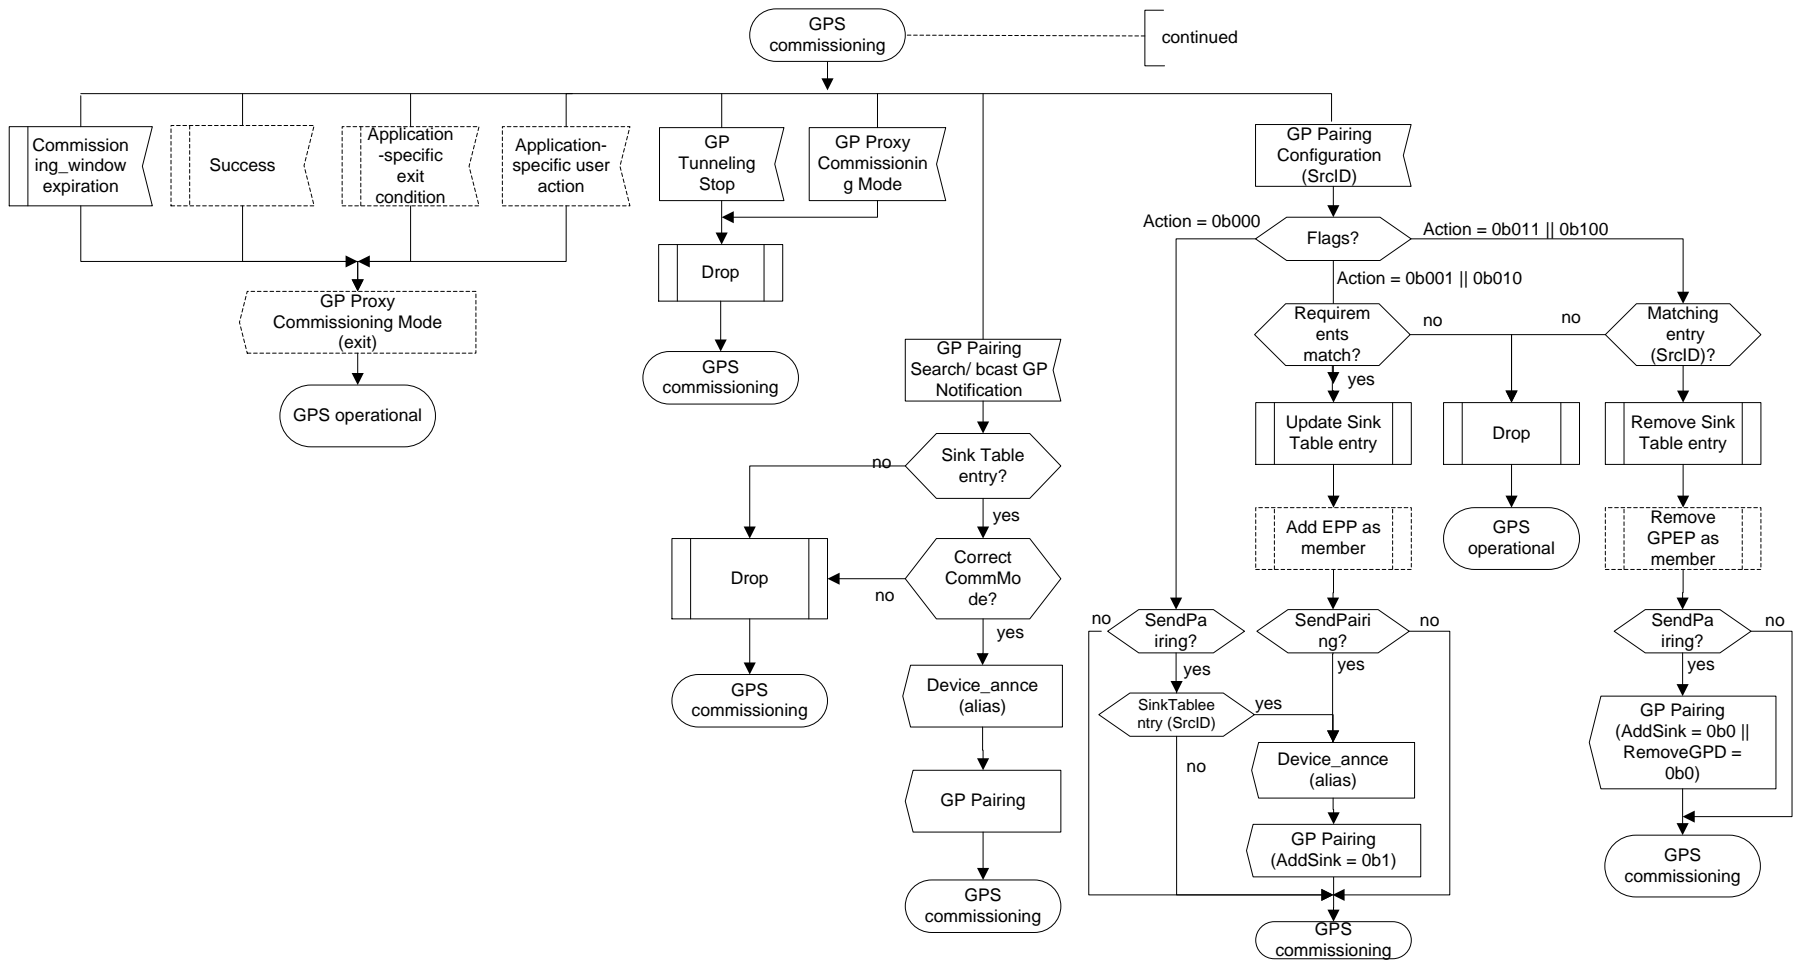 GPS
commissioning
continued
Commission
ing_window
expiration
Success
Application
-specific
exit
condition
Application-
specific user
action
GP
Tunneling
Stop
GP Proxy
Commissionin
g Mode
GP Pairing
Configuration
(SrcID)
Action = 0b000
Flags?
Action = 0b011 || 0b100
Action = 0b001 || 0b010
Drop
GP Proxy
Commissioning Mode
(exit)
GPS operational
GPS
commissioning
GP Pairing
Search/ bcast GP
Notification
Requirem
ents
match?
no
no
Matching
entry
(SrcID)?
yes
Update Sink
Table entry
Drop
Remove Sink
Table entry
no
Sink Table
entry?
yes
Add EPP as
member
GPS
operational
Remove
GPEP as
member
Drop
Correct
CommMo
de?
no
yes
no
SendPa
iring?
SendPairi
ng?
no
SendPa
iring?
no
yes
yes
yes
GPS
commissioning
Device_annce
(alias)
SinkTablee
ntry (SrcID)
yes
no
GP Pairing
(AddSink = 0b0 ||
RemoveGPD =
0b0)
Device_annce
(alias)
GP Pairing
GP Pairing
(AddSink = 0b1)
GPS
commissioning
GPS
commissioning
GPS
commissioning